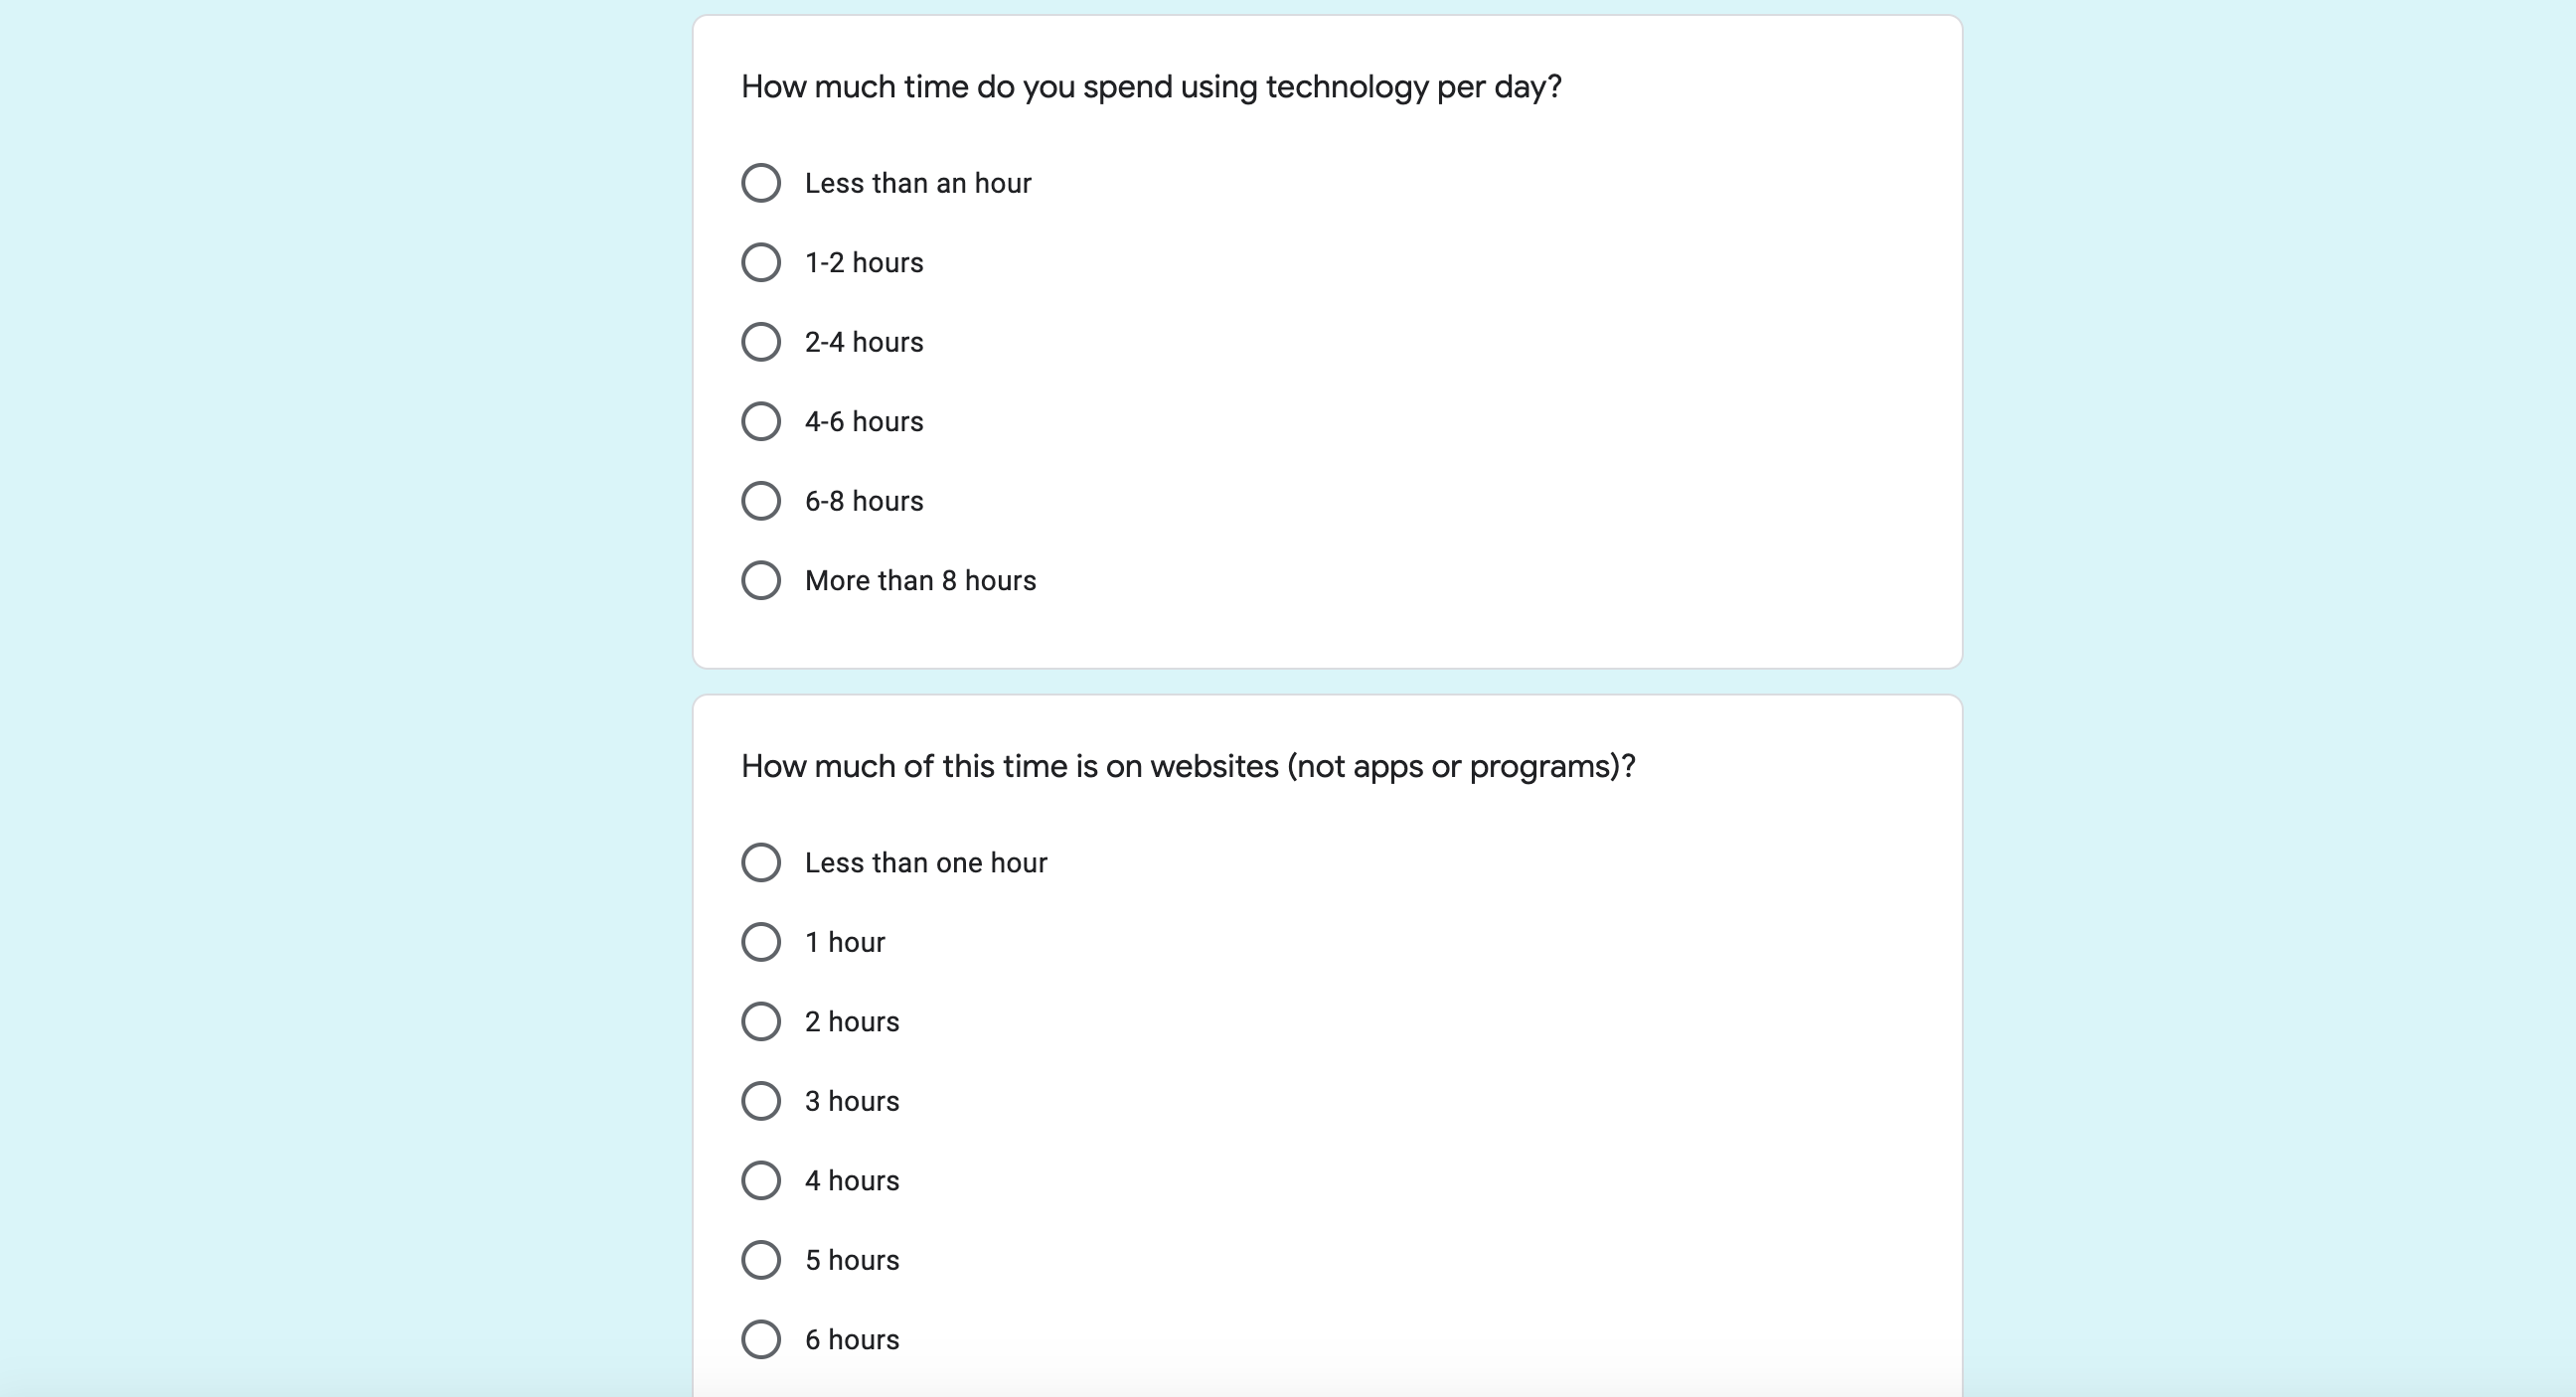 How much time do you spend using technology per day?
Less than an hour
1-2 hours
2-4 hours
4-6 hours
6-8 hours
More than 8 hours
How much of this time is on websites (not apps or programs)?
Less than one hour
1 hour
2 hours
3 hours
4 hours
5 hours
6 hours